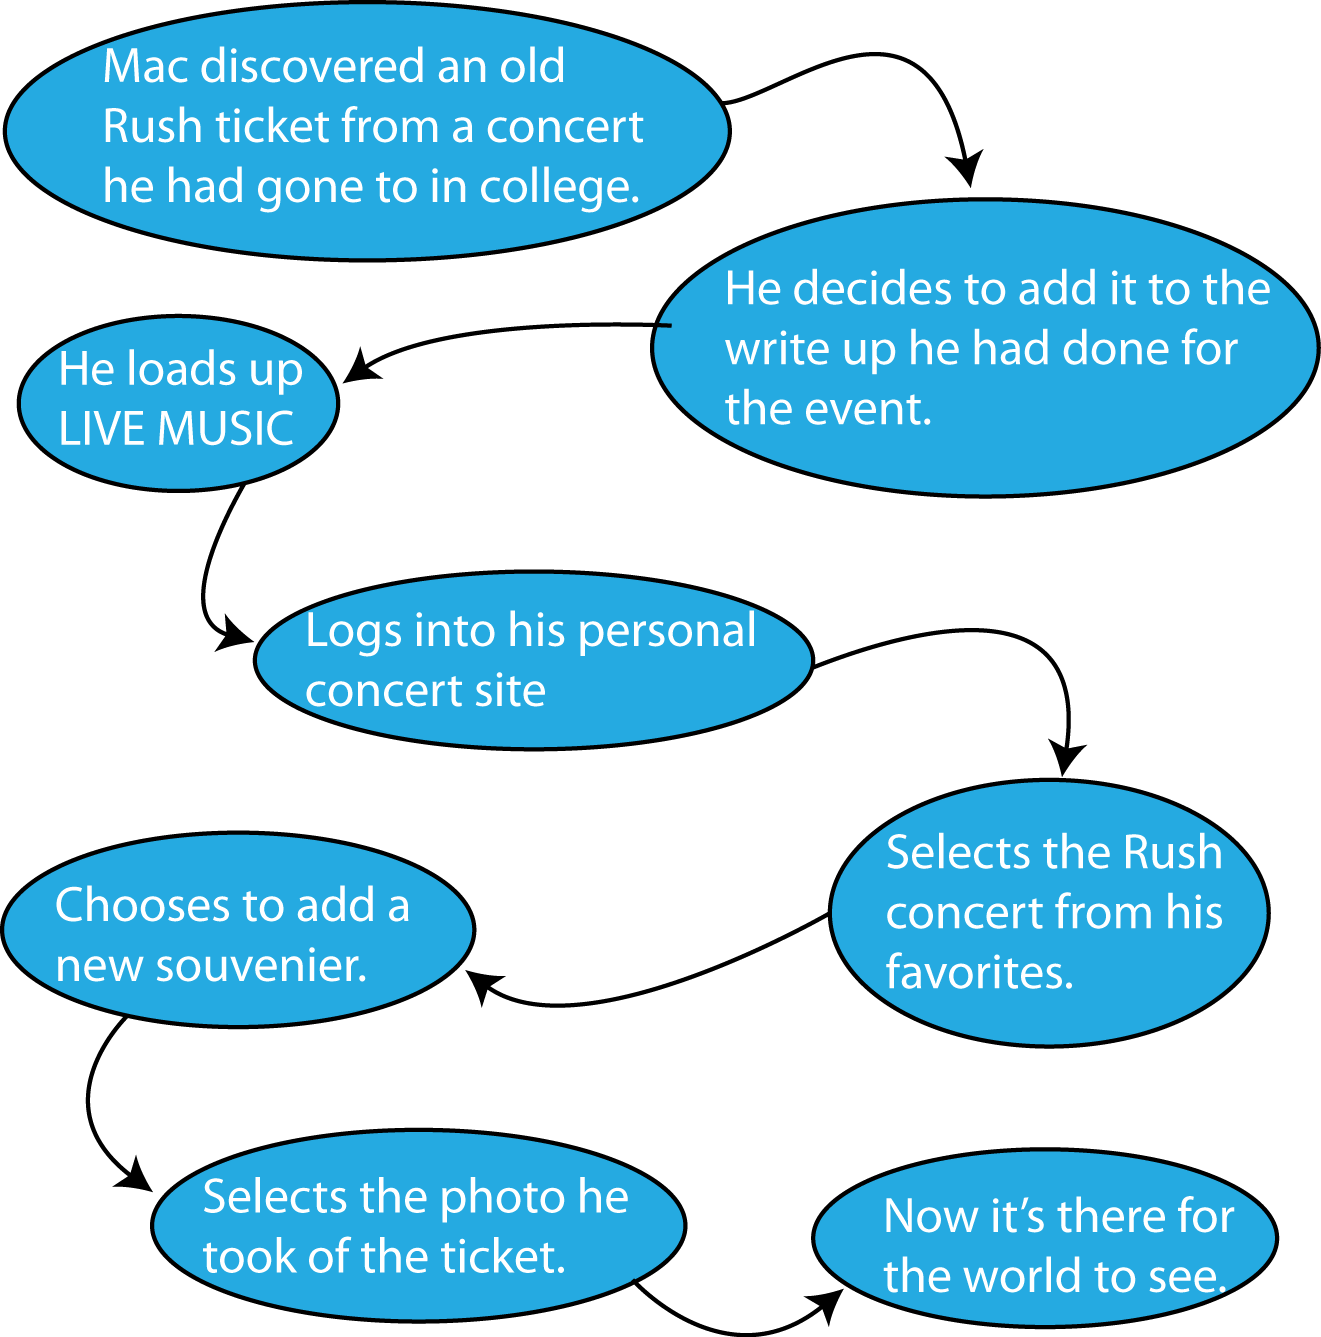 Mac discovered an old
Rush ticket from a concert
he had gone to in college.
He decides to add it to the
write up he had done for
the event.
He loads up
LIVE MUSIC
Logs into his personal
concert site
Selects the Rush
concert from his
favorites.
Chooses to add a
new souvenier.
Selects the photo he
took of the ticket.
Now it’s there for
the world to see.